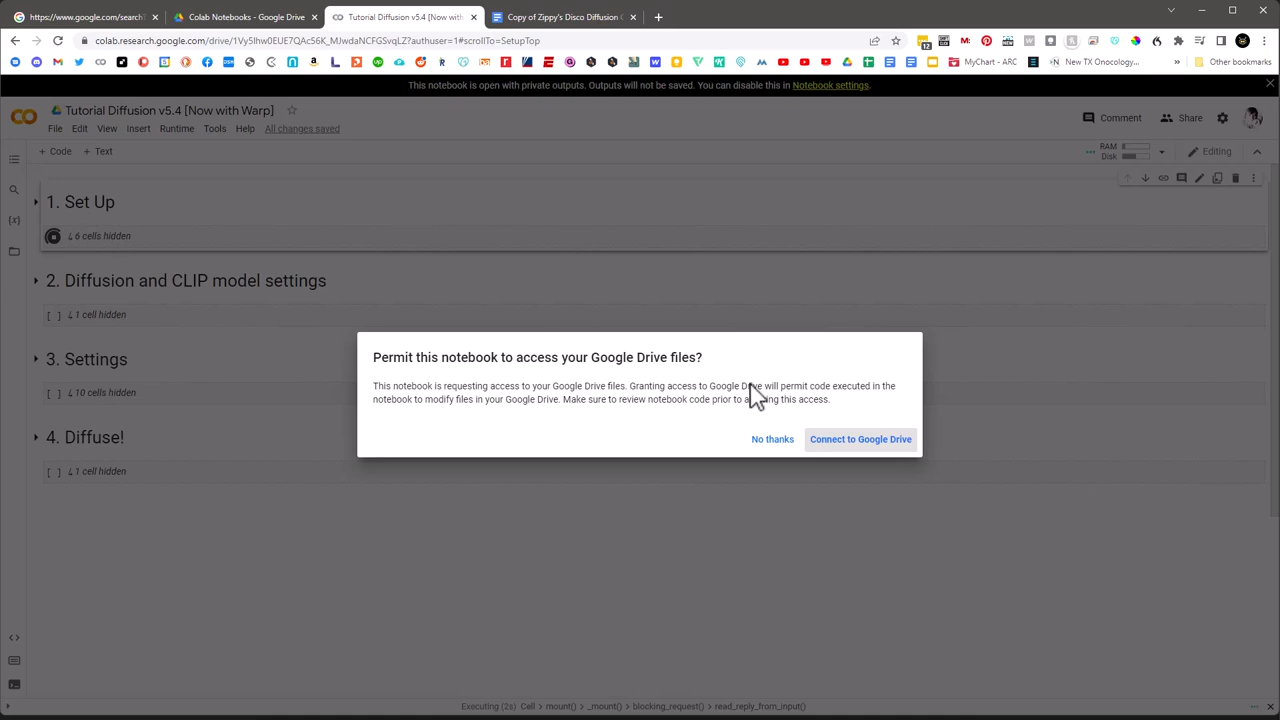 https://www.google.com/search
Colab Notebooks - Google Drive
Tutorial Diffusion v5.4 [Now with
Copy of Zippy's Disco Diffusion
colab.research.google.com/drive/1Vy5Ihw0EUE7QAc56K_MJwdaNCFGSvqLZ?authuser=1#scrollTo=SetupTop
12
MyChart - ARC
New TX Onocology...
Other bookmarks
This notebook is open with private outputs. Outputs will not be saved. You can disable this in Notebook settings.
Tutorial Diffusion v5.4 [Now with Warp]
File Edit View Insert Runtime Tools Help All changes saved
Comment Share
+ Code + Text
RAM
Disk
Editing
1. Set Up
6 cells hidden
2. Diffusion and CLIP model settings
[ ] 1 cell hidden
3. Settings
[ ] 10 cells hidden
4. Diffuse!
[ ] 1 cell hidden
Permit this notebook to access your Google Drive files?
This notebook is requesting access to your Google Drive files. Granting access to Google Drive will permit code executed in the
notebook to modify files in your Google Drive. Make sure to review notebook code prior to this access.
No thanks Connect to Google Drive
Executing (2s) Cell > mount() > _mount() > blocking_request() > read_reply_from_input()